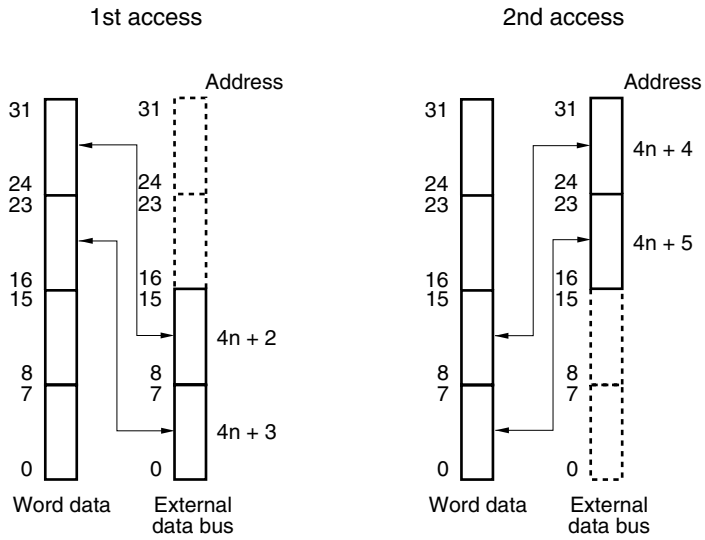 1st access
Address
31
24
23
16
15
8
7
0
Word data
31
24
23
16
15
8
7
0
4n + 2
4n + 3
External
data bus
2nd access
Address
31
24
23
16
15
8
7
0
Word data
31
24
23
16
15
8
7
0
4n + 4
4n + 5
External
data bus